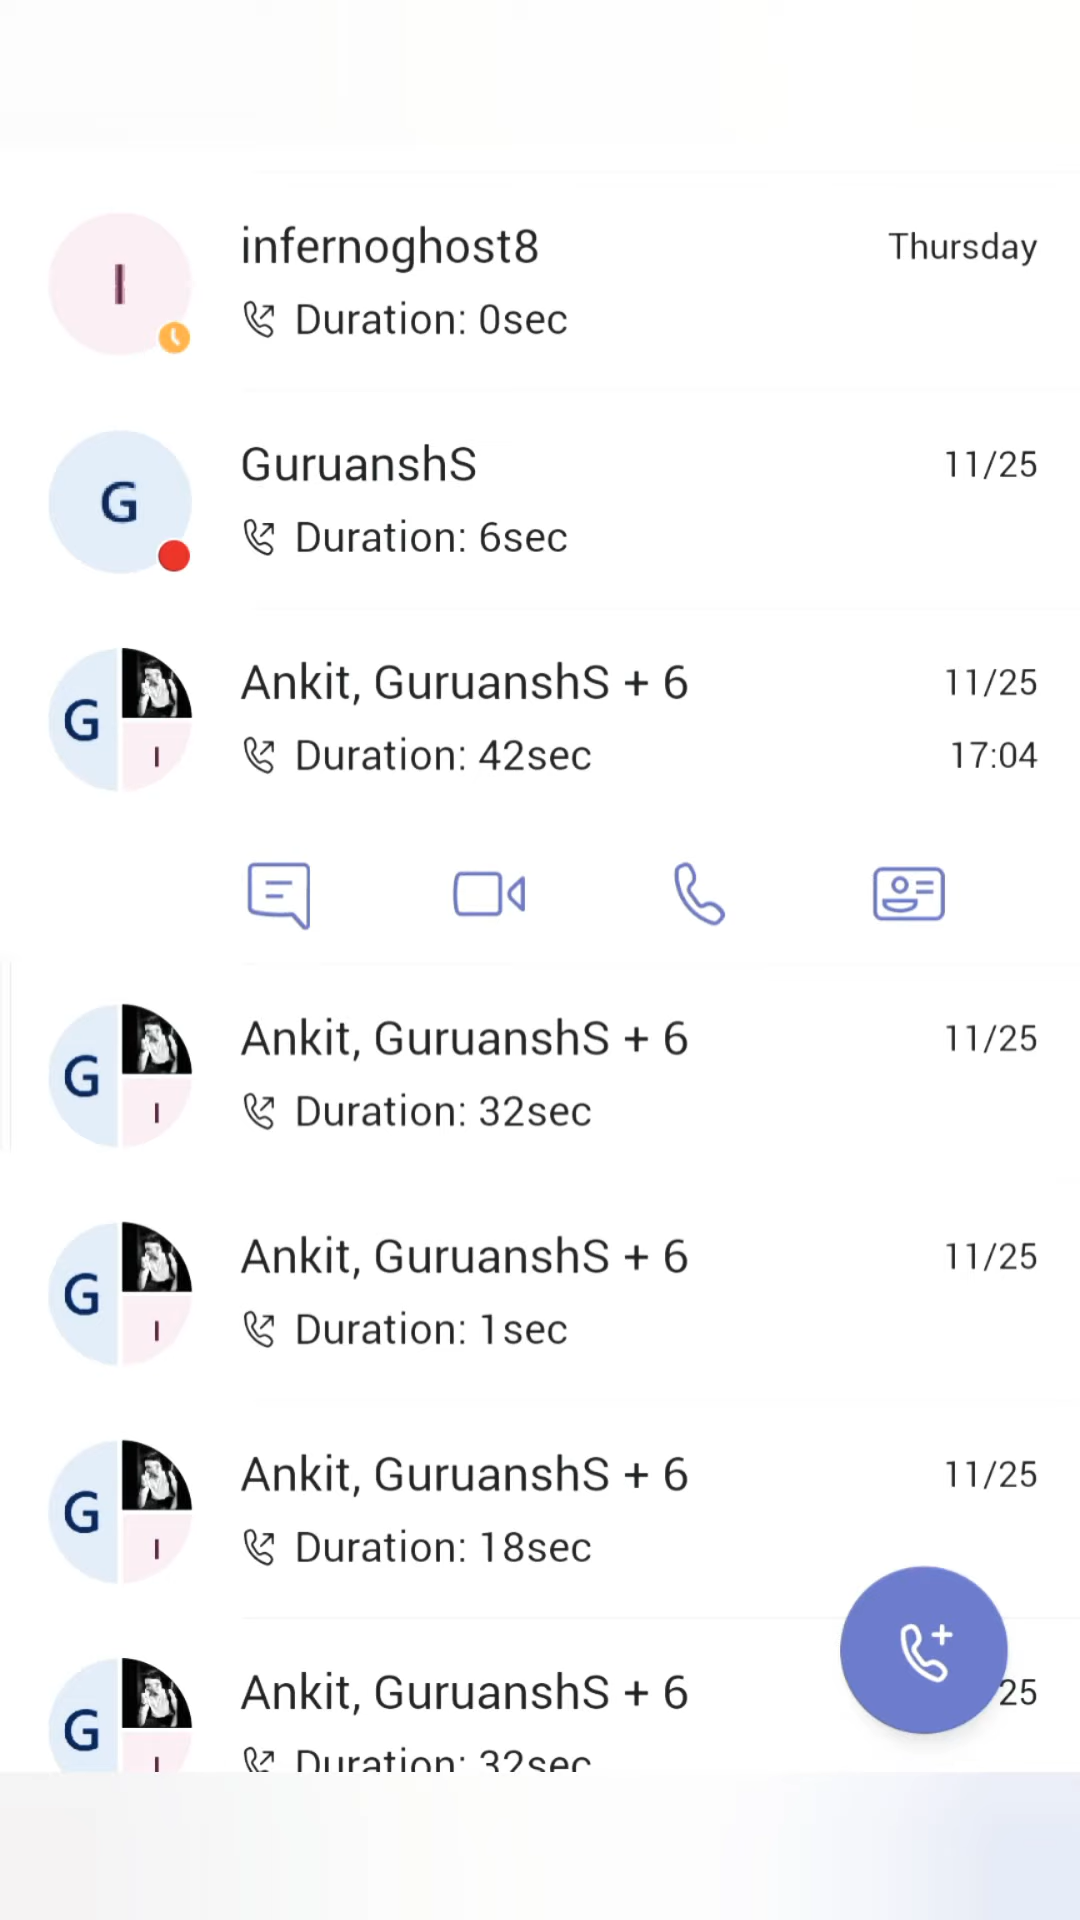 I
infernoghost8
Thursday
Duration: 0sec
G
GuruanshS
11/25
Duration: 6sec
G
I
Ankit, GuruanshS + 6
11/25
Duration: 42sec
17:04
G
I
Ankit, GuruanshS + 6
11/25
Duration: 32sec
G
I
Ankit, GuruanshS + 6
11/25
Duration: 1sec
G
I
Ankit, GuruanshS + 6
11/25
Duration: 18sec
G
I
Ankit, GuruanshS + 6
25
Duration: 32sec